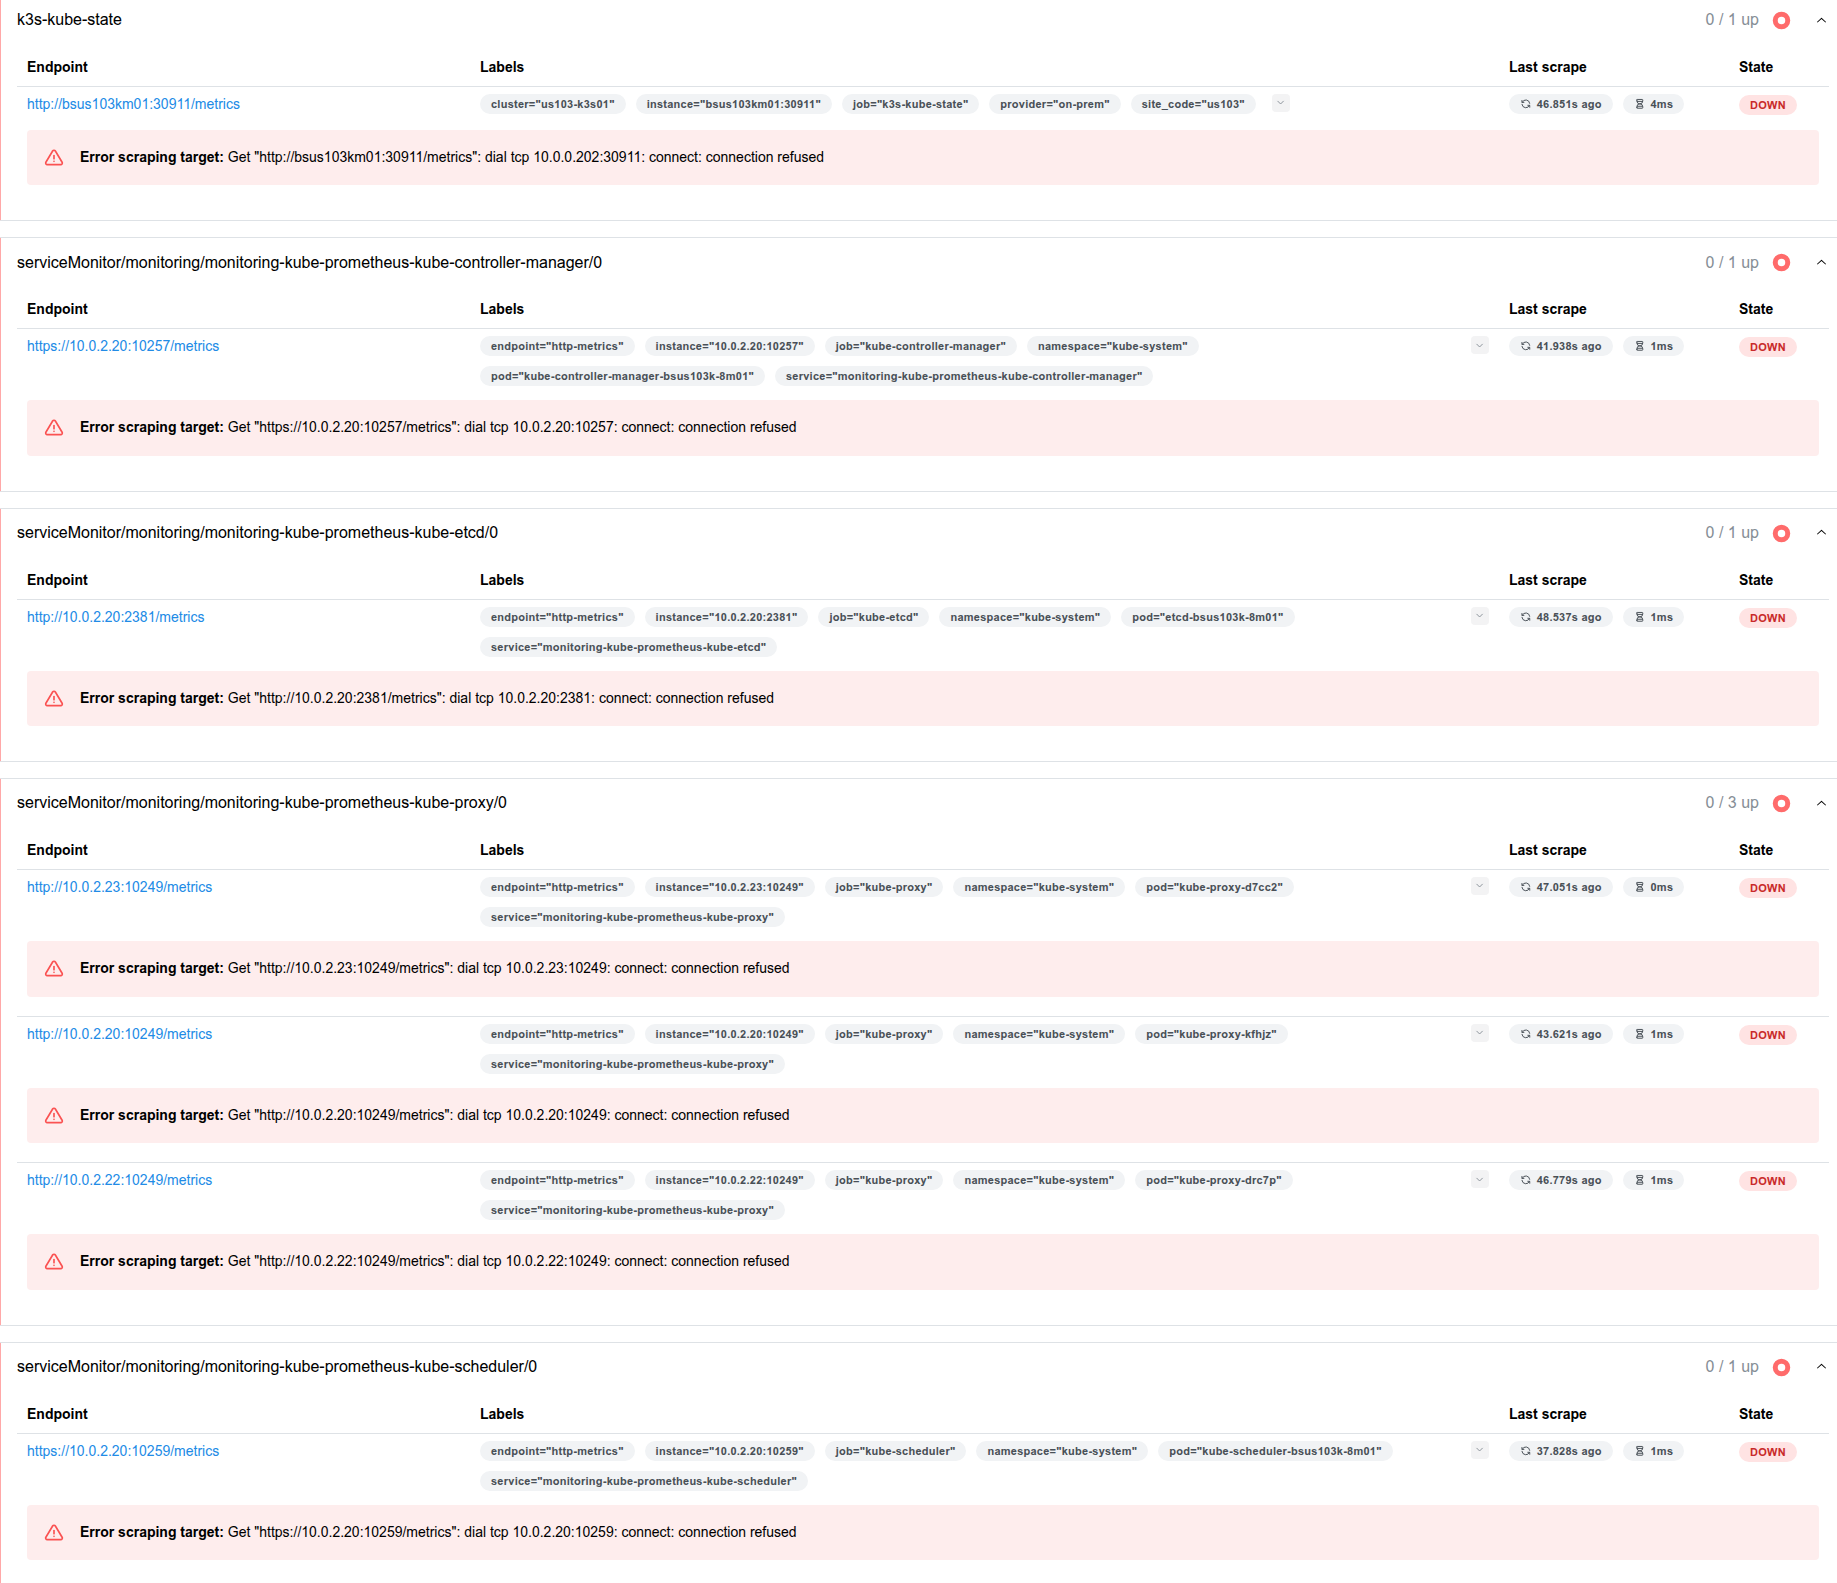 k3s-kube-state 0 / 1 up
Endpoint Labels Last scrape State
http://bsus103km01:30911/metrics cluster="us103-k3s01" instance="bsus103km01:30911" job="k3s-kube-state" provider="on-prem" site_code="us103" 46.851s ago 4ms DOWN
Error scraping target: Get "http://bsus103km01:30911/metrics": dial tcp 10.0.0.202:30911: connect: connection refused
serviceMonitor/monitoring/monitoring-kube-prometheus-kube-controller-manager/0 0 / 1 up
Endpoint Labels Last scrape State
https://10.0.2.20:10257/metrics endpoint="http-metrics" instance="10.0.2.20:10257" job="kube-controller-manager" namespace="kube-system" 41.938s ago 1ms DOWN
pod="kube-controller-manager-bsus103k-8m01" service="monitoring-kube-prometheus-kube-controller-manager"
Error scraping target: Get "https://10.0.2.20:10257/metrics": dial tcp 10.0.2.20:10257: connect: connection refused
serviceMonitor/monitoring/monitoring-kube-prometheus-kube-etcd/0 0 / 1 up
Endpoint Labels Last scrape State
http://10.0.2.20:2381/metrics endpoint="http-metrics" instance="10.0.2.20:2381" job="kube-etcd" namespace="kube-system" pod="etcd-bsus103k-8m01" 48.537s ago 1ms DOWN
service="monitoring-kube-prometheus-kube-etcd"
Error scraping target: Get "http://10.0.2.20:2381/metrics": dial tcp 10.0.2.20:2381: connect: connection refused
serviceMonitor/monitoring/monitoring-kube-prometheus-kube-proxy/0 0 / 3 up
Endpoint Labels Last scrape State
http://10.0.2.23:10249/metrics endpoint="http-metrics" instance="10.0.2.23:10249" job="kube-proxy" namespace="kube-system" pod="kube-proxy-d7cc2" 47.051s ago 0ms DOWN
service="monitoring-kube-prometheus-kube-proxy"
Error scraping target: Get "http://10.0.2.23:10249/metrics": dial tcp 10.0.2.23:10249: connect: connection refused
http://10.0.2.20:10249/metrics endpoint="http-metrics" instance="10.0.2.20:10249" job="kube-proxy" namespace="kube-system" pod="kube-proxy-kfhjz" 43.621s ago 1ms DOWN
service="monitoring-kube-prometheus-kube-proxy"
Error scraping target: Get "http://10.0.2.20:10249/metrics": dial tcp 10.0.2.20:10249: connect: connection refused
http://10.0.2.22:10249/metrics endpoint="http-metrics" instance="10.0.2.22:10249" job="kube-proxy" namespace="kube-system" pod="kube-proxy-drc7p" 46.779s ago 1ms DOWN
service="monitoring-kube-prometheus-kube-proxy"
Error scraping target: Get "http://10.0.2.22:10249/metrics": dial tcp 10.0.2.22:10249: connect: connection refused
serviceMonitor/monitoring/monitoring-kube-prometheus-kube-scheduler/0 0 / 1 up
Endpoint Labels Last scrape State
https://10.0.2.20:10259/metrics endpoint="http-metrics" instance="10.0.2.20:10259" job="kube-scheduler" namespace="kube-system" pod="kube-scheduler-bsus103k-8m01" 37.828s ago 1ms DOWN
service="monitoring-kube-prometheus-kube-scheduler"
Error scraping target: Get "https://10.0.2.20:10259/metrics": dial tcp 10.0.2.20:10259: connect: connection refused